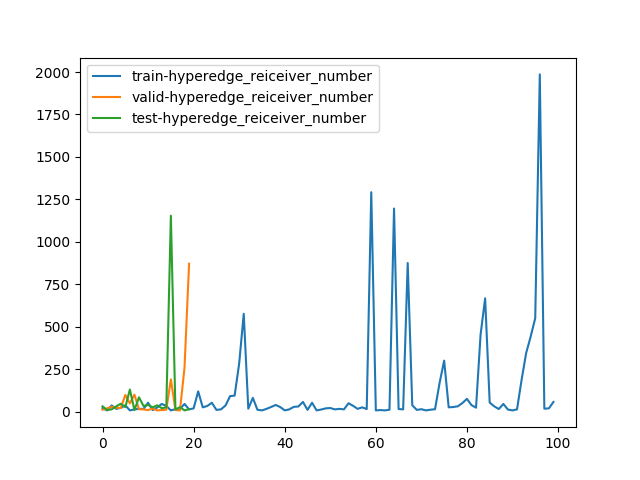 train-hyperedge_reiceiver_number
valid-hyperedge_reiceiver_number
test-hyperedge_reiceiver_number
2000
1750
1500
1250
1000
750
500
250
0
0 20 40 60 80 100